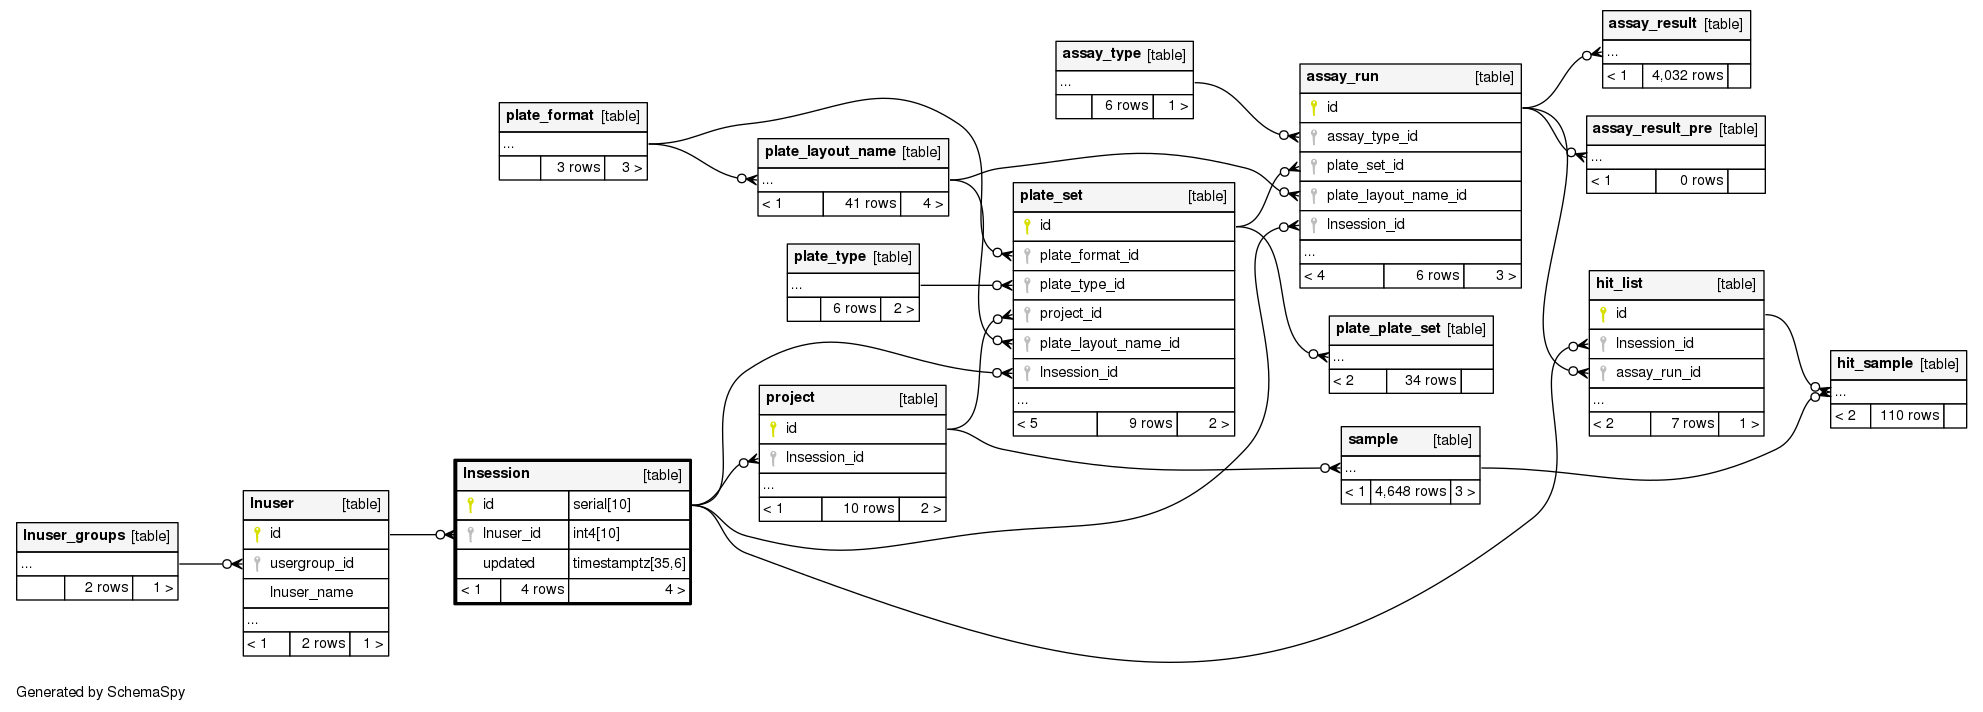 plate_format [table]
...
3 rows 3 >
assay_type [table]
...
6 rows 1 >
assay_run [table]
id
assay_type_id
plate_set_id
plate_layout_name_id
lnsession_id
...
< 4 6 rows 3 >
assay_result [table]
...
< 1 4,032 rows
assay_result_pre [table]
...
< 1 0 rows
plate_layout_name [table]
...
< 1 41 rows 4 >
plate_type [table]
...
6 rows 2 >
plate_set [table]
id
plate_format_id
plate_type_id
project_id
plate_layout_name_id
lnsession_id
...
< 5 9 rows 2 >
plate_plate_set [table]
...
< 2 34 rows
hit_list [table]
id
lnsession_id
assay_run_id
...
< 2 7 rows 1 >
hit_sample [table]
...
< 2 110 rows
project [table]
id
lnsession_id
...
< 1 10 rows 2 >
sample [table]
...
< 1 4,648 rows 3 >
lnsession [table]
id serial[10]
lnuser_id int4[10]
updated timestamptz[35,6]
< 1 4 rows 4 >
lnuser [table]
id
usergroup_id
lnuser_name
...
< 1 2 rows 1 >
lnuser_groups [table]
...
2 rows 1 >
Generated by SchemaSpy